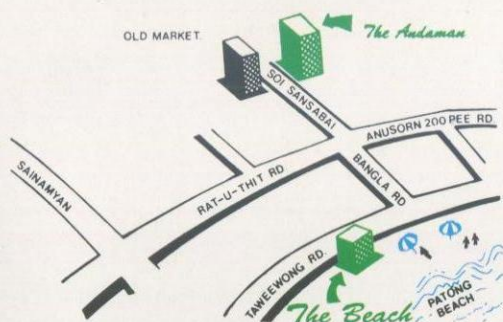 OLD MARKET.
The Andaman
SOI SANSABAI
ANUSORN 200 PEE RD.
SAINAMYAN
RAT-U-THIT RD
BANGLA RD
TAWEEWONG RD.
The Beach
PATONG
BEACH